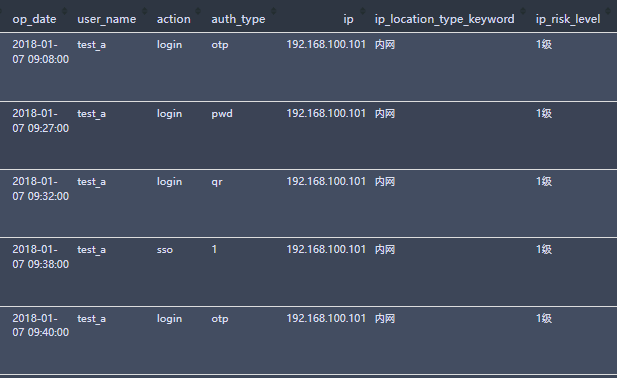 op_date user_name action auth_type ip ip_location_type_keyword ip_risk_level
2018-01- test_a login otp 192.168.100.101 内网 1级
07 09:08:00
2018-01- test_a login pwd 192.168.100.101 内网 1级
07 09:27:00
2018-01- test_a login qr 192.168.100.101 内网 1级
07 09:32:00
2018-01- test_a sso 1 192.168.100.101 内网 1级
07 09:38:00
2018-01- test_a login otp 192.168.100.101 内网 1级
07 09:40:00